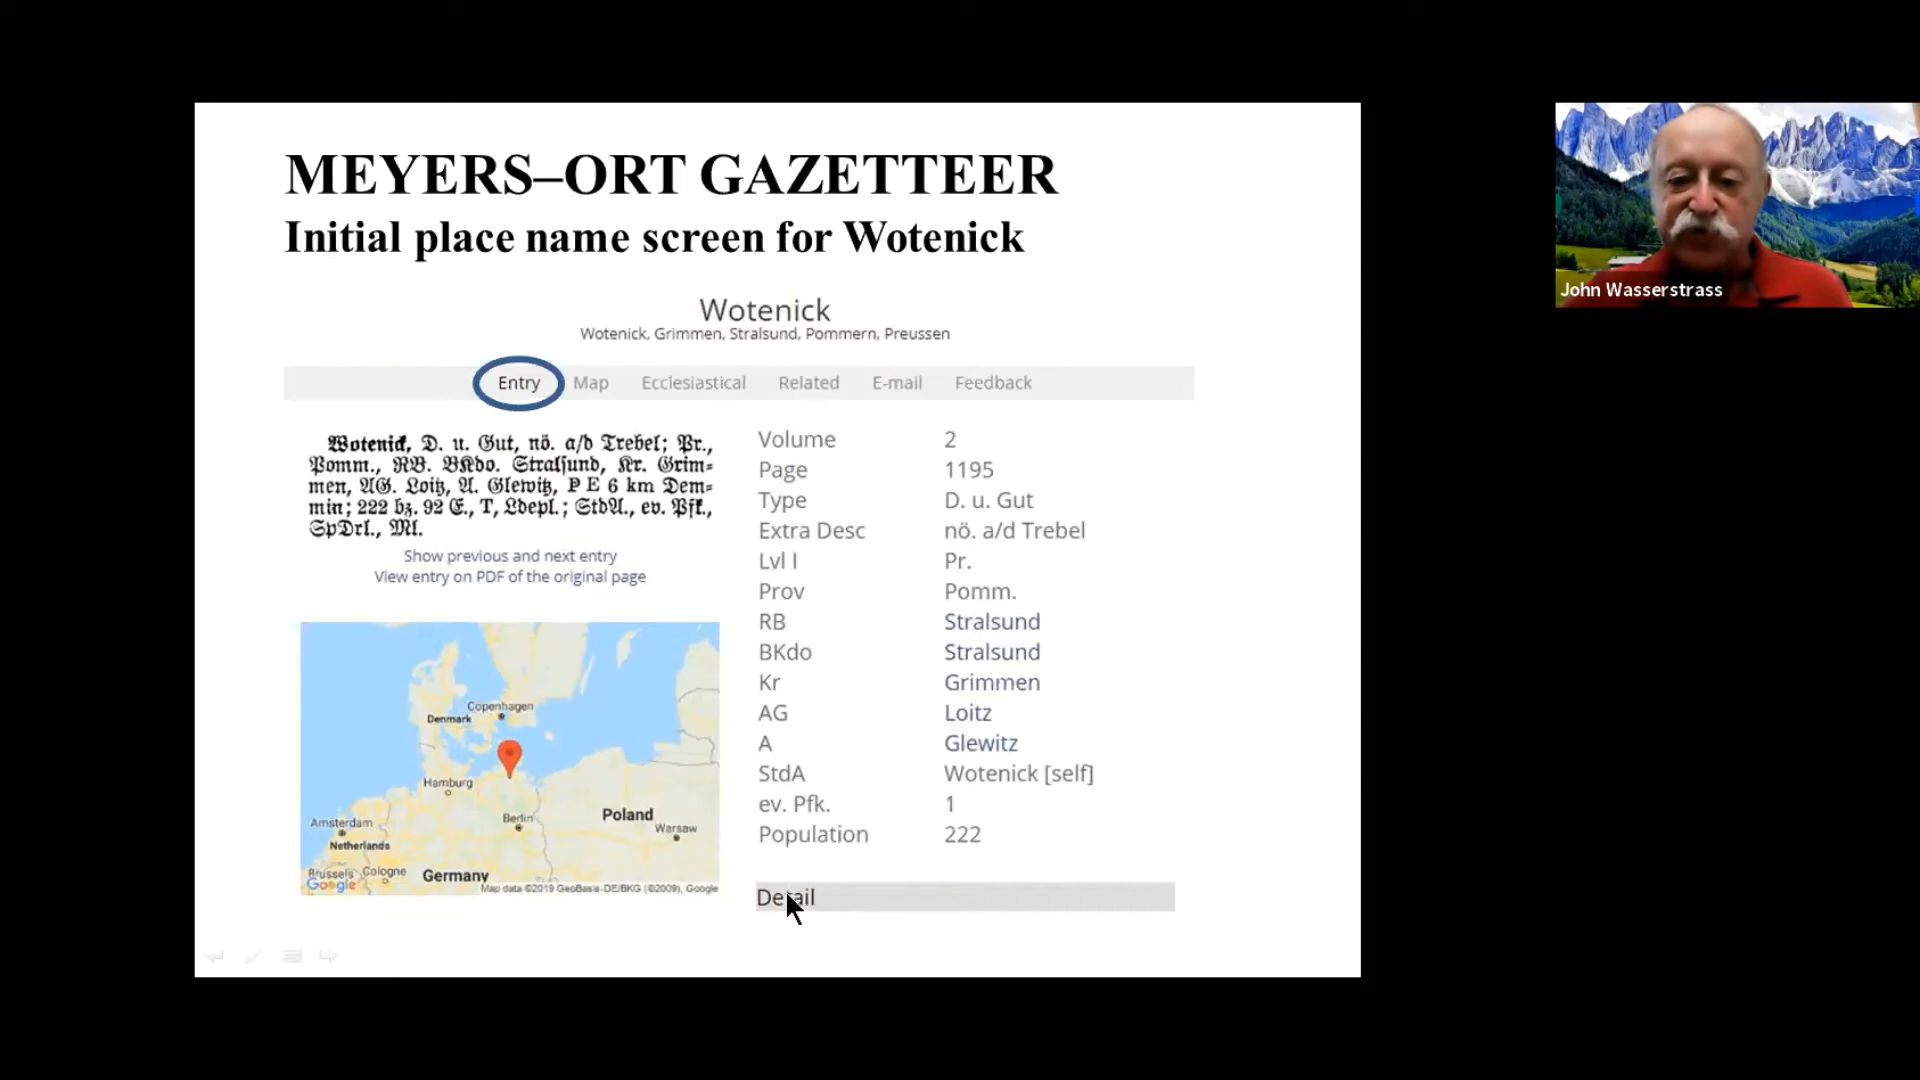 MEYERS–ORT GAZETTEER
Initial place name screen for Wotenick
Wotenick
Wotenick, Grimmen, Stralsund, Pommern, Preussen
Entry Map Ecclesiastical Related E-mail Feedback
Wotenick, D. u. Gut, nö. a/d Trebel; Pr.,
Pomm., RB. BKdo. Stralsund, Kr. Grim-
men, AG. Loitz, A. Glewitz, P E 6 km Dem-
min; 222 bz. 92 E., T, Ldepl.; StdA., ev. Pfk.,
SpDrl., Ml.
Show previous and next entry
View entry on PDF of the original page
Volume 2
Page 1195
Type D. u. Gut
Extra Desc nö. a/d Trebel
Lvl I Pr.
Prov Pomm.
RB Stralsund
BKdo Stralsund
Kr Grimmen
AG Loitz
A Glewitz
StdA Wotenick [self]
ev. Pfk. 1
Population 222
Detail
Copenhagen
Denmark
Hamburg
Berlin
Poland
Warsaw
Amsterdam
Netherlands
Brussels Cologne
Germany
Google
Map data ©2019 GeoBasis-DE/BKG (©2009), Google
John Wasserstrass